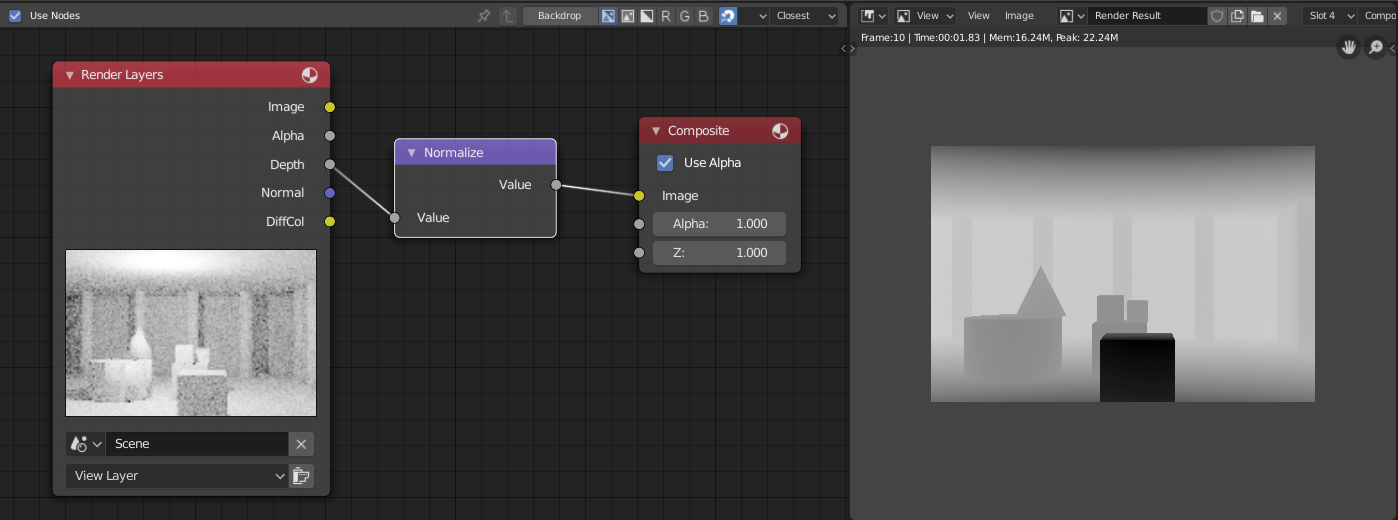 Use Nodes
Backdrop
R G B
Closest
View
View
Image
Render Result
Slot 4
Compo
Frame:10 | Time:00:01.83 | Mem:16.24M, Peak: 22.24M
Render Layers
Image
Alpha
Depth
Normal
DiffCol
Scene
View Layer
Normalize
Value
Value
Composite
Use Alpha
Image
Alpha: 1.000
Z: 1.000